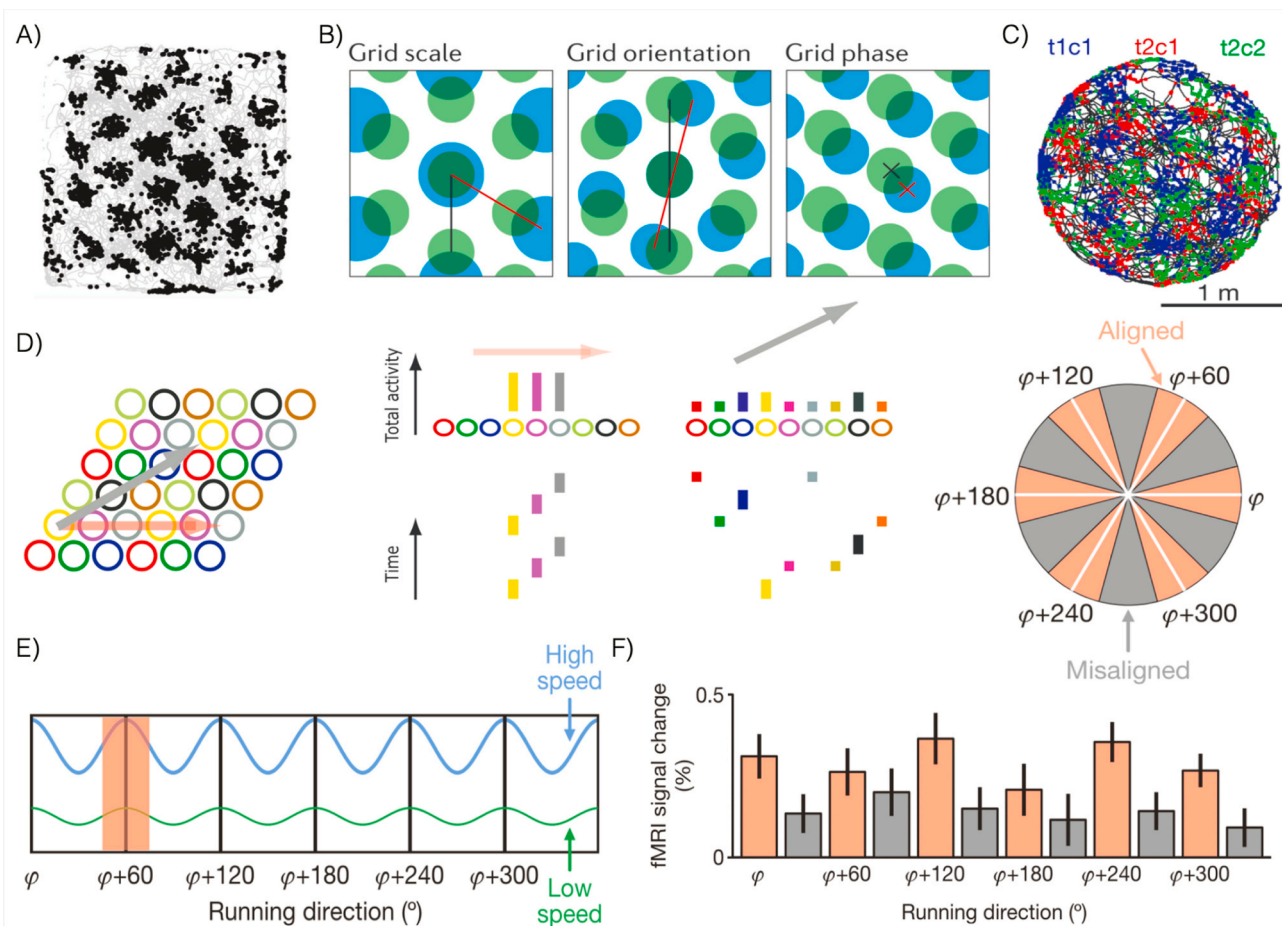 A)
B)
Grid scale
Grid orientation
Grid phase
C)
t1c1 t2c1 t2c2
1 m
D)
Total activity
Time
Aligned
φ+120
φ+60
φ+180
φ
φ+240
φ+300
Misaligned
E)
High
speed
Low
speed
φ φ+60 φ+120 φ+180 φ+240 φ+300
Running direction (º)
F)
fMRI signal change
(%)
0.5
0
φ φ+60 φ+120 φ+180 φ+240 φ+300
Running direction (º)